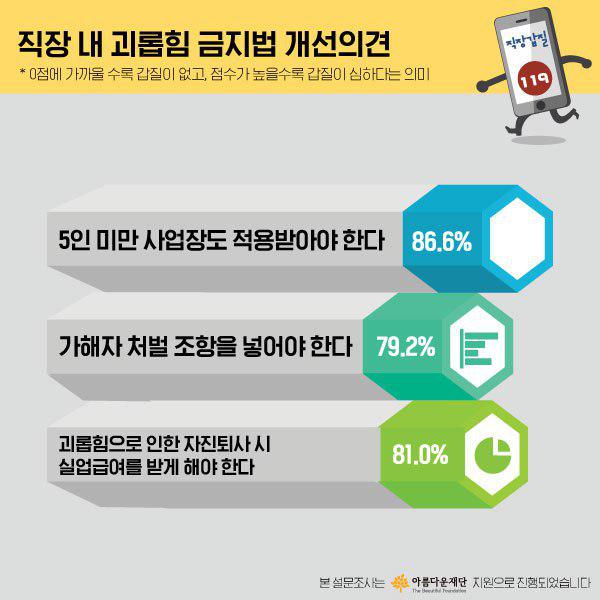 직장 내 괴롭힘 금지법 개선의견
* 0점에 가까울 수록 갑질이 없고, 점수가 높을수록 갑질이 심하다는 의미
직장갑질
119
5인 미만 사업장도 적용받아야 한다 86.6%
가해자 처벌 조항을 넣어야 한다 79.2%
괴롭힘으로 인한 자진퇴사 시
실업급여를 받게 해야 한다
81.0%
본 설문조사는 아름다운재단 지원으로 진행되었습니다
The Beautiful Foundation